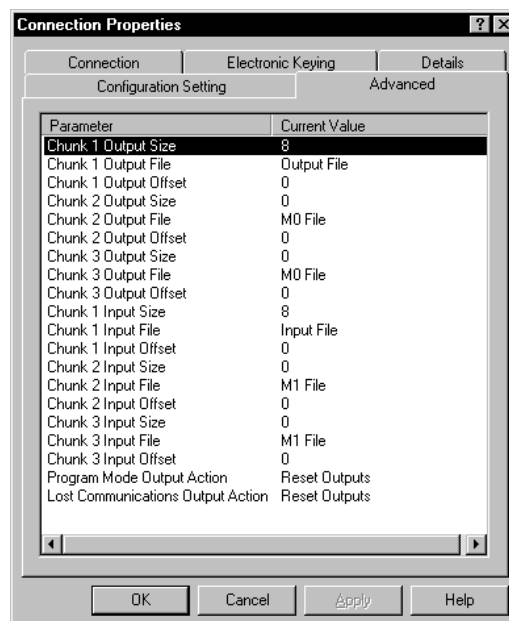 Connection Properties
Connection Electronic Keying Details
Configuration Setting Advanced
Parameter Current Value
Chunk 1 Output Size 8
Chunk 1 Output File Output File
Chunk 1 Output Offset 0
Chunk 2 Output Size 0
Chunk 2 Output File M0 File
Chunk 2 Output Offset 0
Chunk 3 Output Size 0
Chunk 3 Output File M0 File
Chunk 3 Output Offset 0
Chunk 1 Input Size 8
Chunk 1 Input File Input File
Chunk 1 Input Offset 0
Chunk 2 Input Size 0
Chunk 2 Input File M1 File
Chunk 2 Input Offset 0
Chunk 3 Input Size 0
Chunk 3 Input File M1 File
Chunk 3 Input Offset 0
Program Mode Output Action Reset Outputs
Lost Communications Output Action Reset Outputs
OK Cancel Apply Help